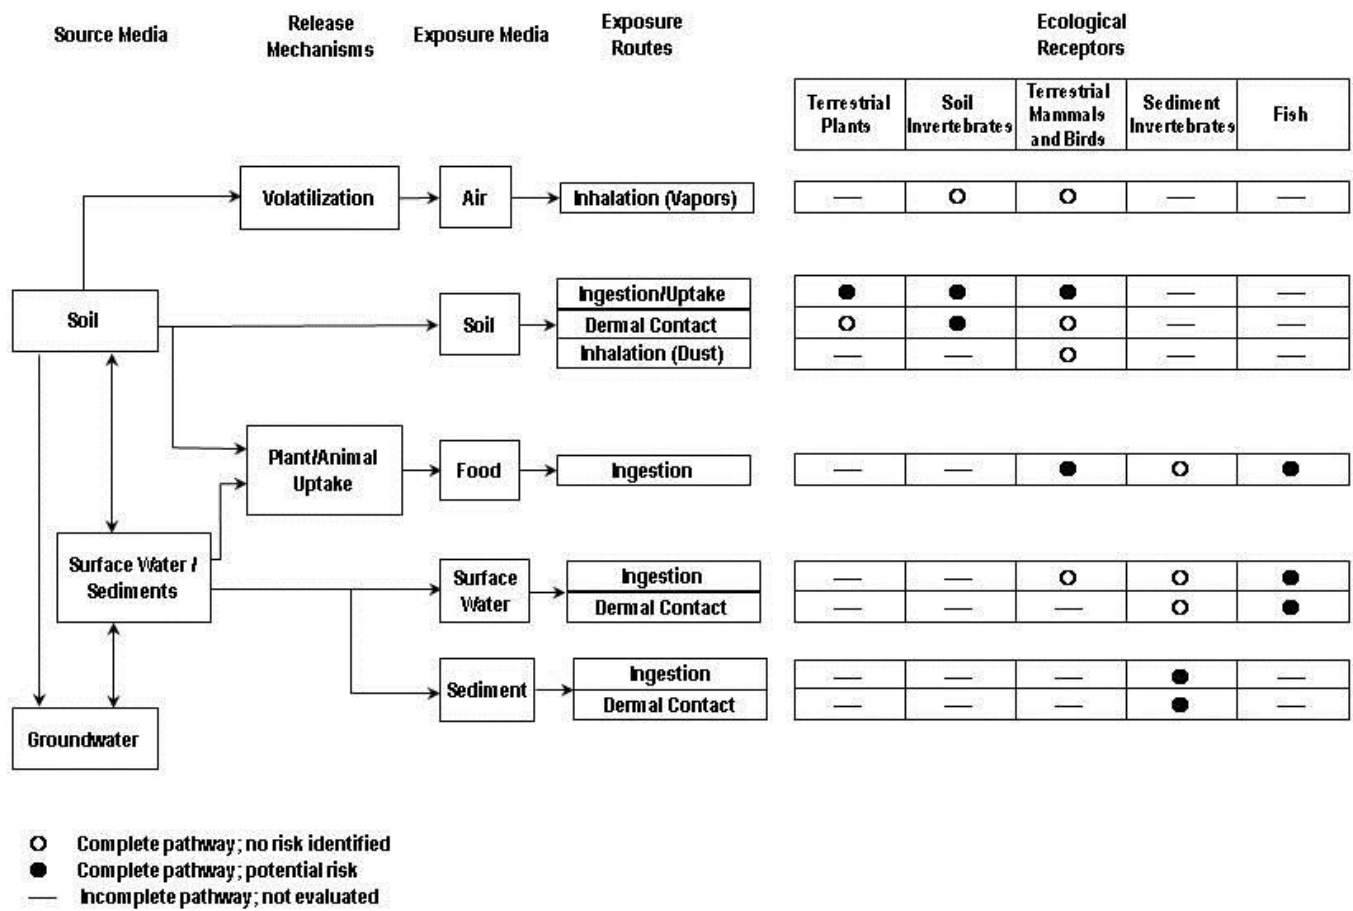 Source Media
Release
Mechanisms
Exposure Media
Exposure
Routes
Ecological
Receptors
Terrestrial
Plants
Soil
Invertebrates
Terrestrial
Mammals
and Birds
Sediment
Invertebrates
Fish
Volatilization
Air
Inhalation (Vapors)
Soil
Soil
Ingestion/Uptake
Dermal Contact
Inhalation (Dust)
Plant/Animal
Uptake
Food
Ingestion
Surface Water /
Sediments
Surface
Water
Ingestion
Dermal Contact
Sediment
Ingestion
Dermal Contact
Groundwater
Complete pathway; no risk identified
Complete pathway; potential risk
Incomplete pathway; not evaluated